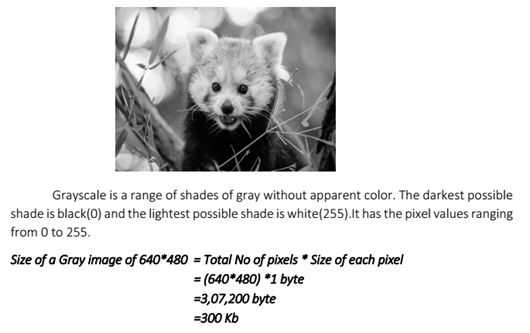 Grayscale is a range of shades of gray without apparent color. The darkest possible
shade is black(0) and the lightest possible shade is white(255).It has the pixel values ranging
from 0 to 255.
Size of a Gray image of 640*480 = Total No of pixels * Size of each pixel
= (640*480) *1 byte
=3,07,200 byte
=300 Kb